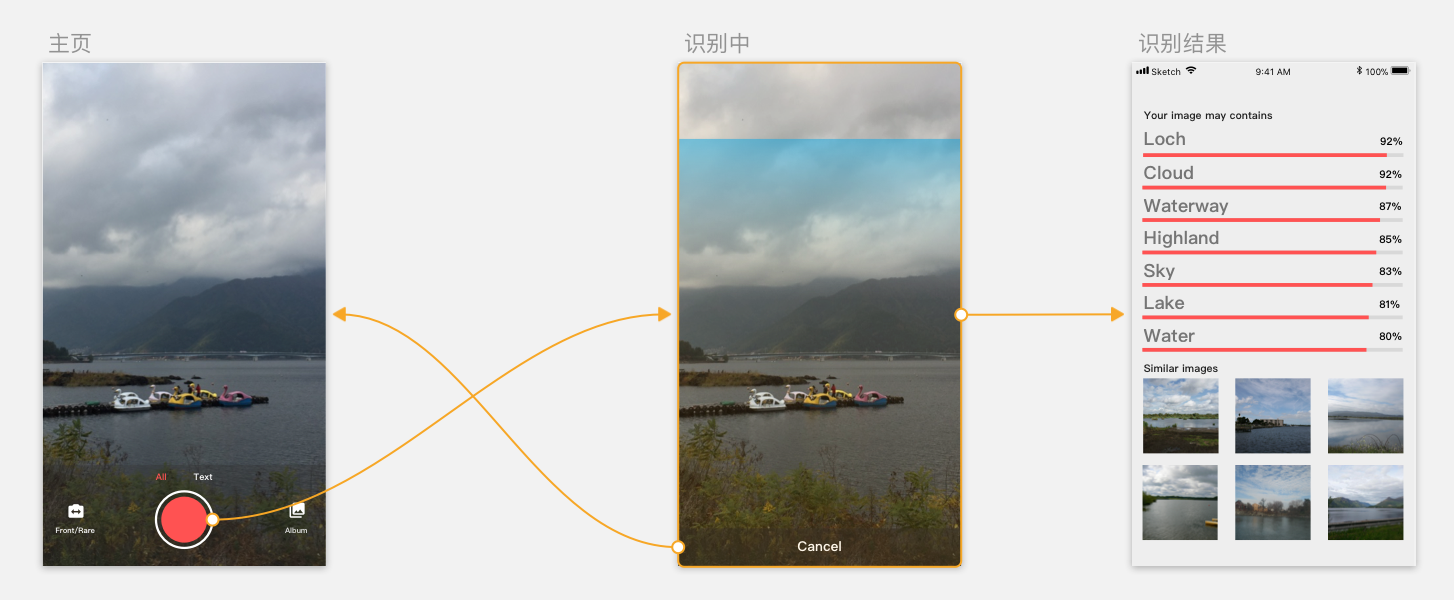 主页
All Text
Front/Rare
Album
识别中
Cancel
识别结果
Sketch 9:41 AM 100%
Your image may contains
Loch 92%
Cloud 92%
Waterway 87%
Highland 85%
Sky 83%
Lake 81%
Water 80%
Similar images